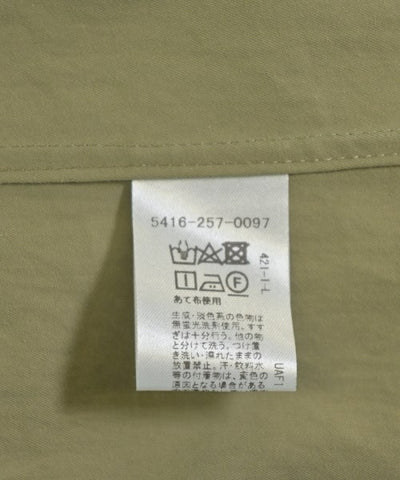 5416-257-0097
F
あて布使用
生成・淡色系の色物は
無蛍光洗剤使用。すす
ぎは十分行う。他の物
と分けて洗う。つけ置
き洗い・濡れたままの
放置禁止。汗・飲料水
等の付着物は、変色の
原因となる場合がある
421-I-L
UAF1